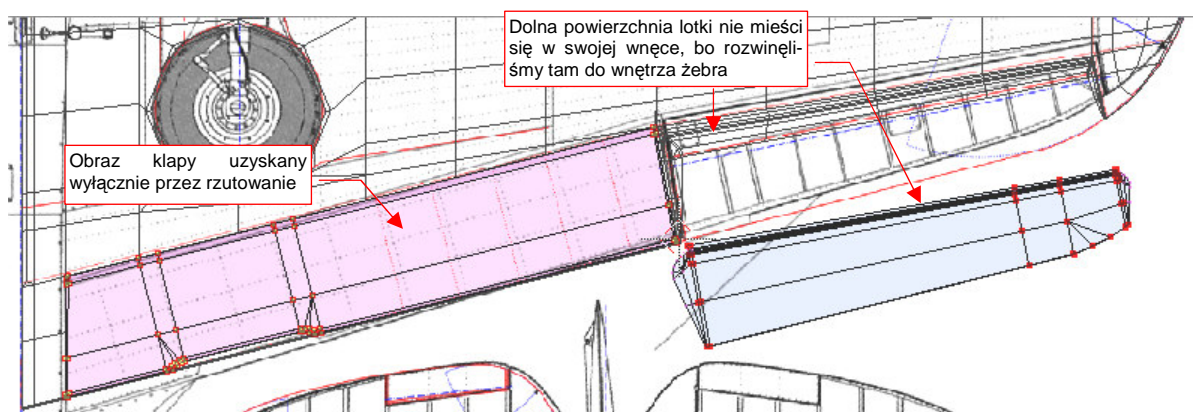 Dolna powierzchnia lotki nie mieści
się w swojej wnęce, bo rozwinęli-
śmy tam do wnętrza żebra
Obraz klapy uzyskany
wyłącznie przez rzutowanie